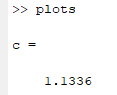 >> plots
c =
1.1336